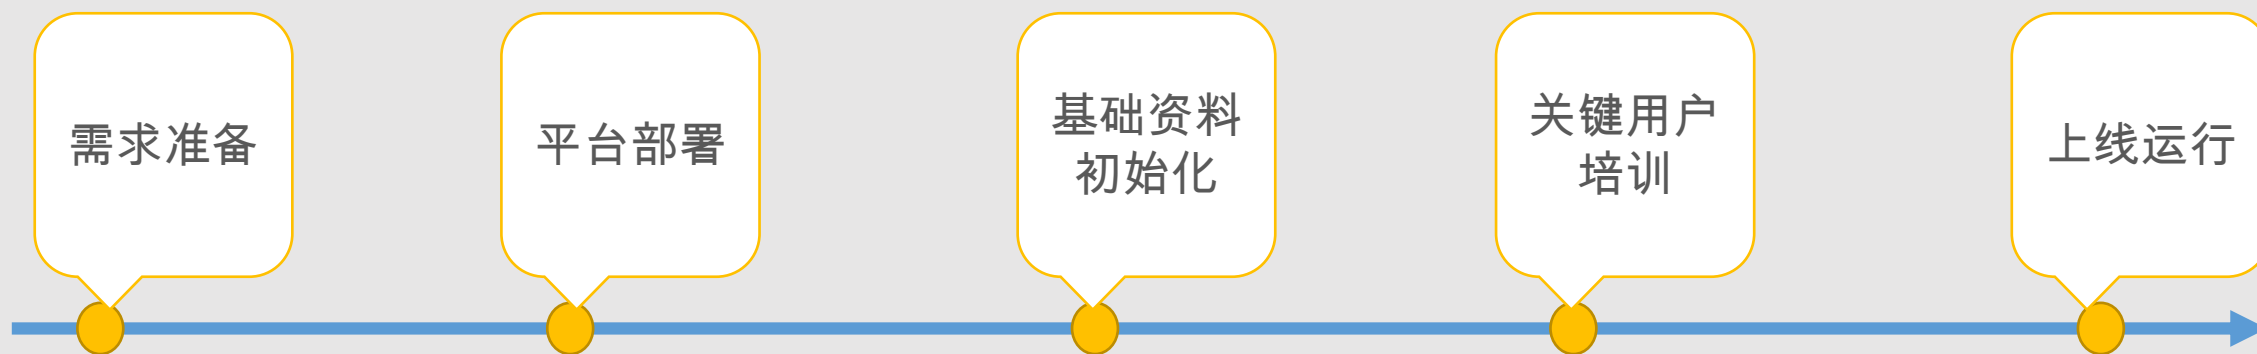 需求准备
平台部署
基础资料
初始化
关键用户
培训
上线运行